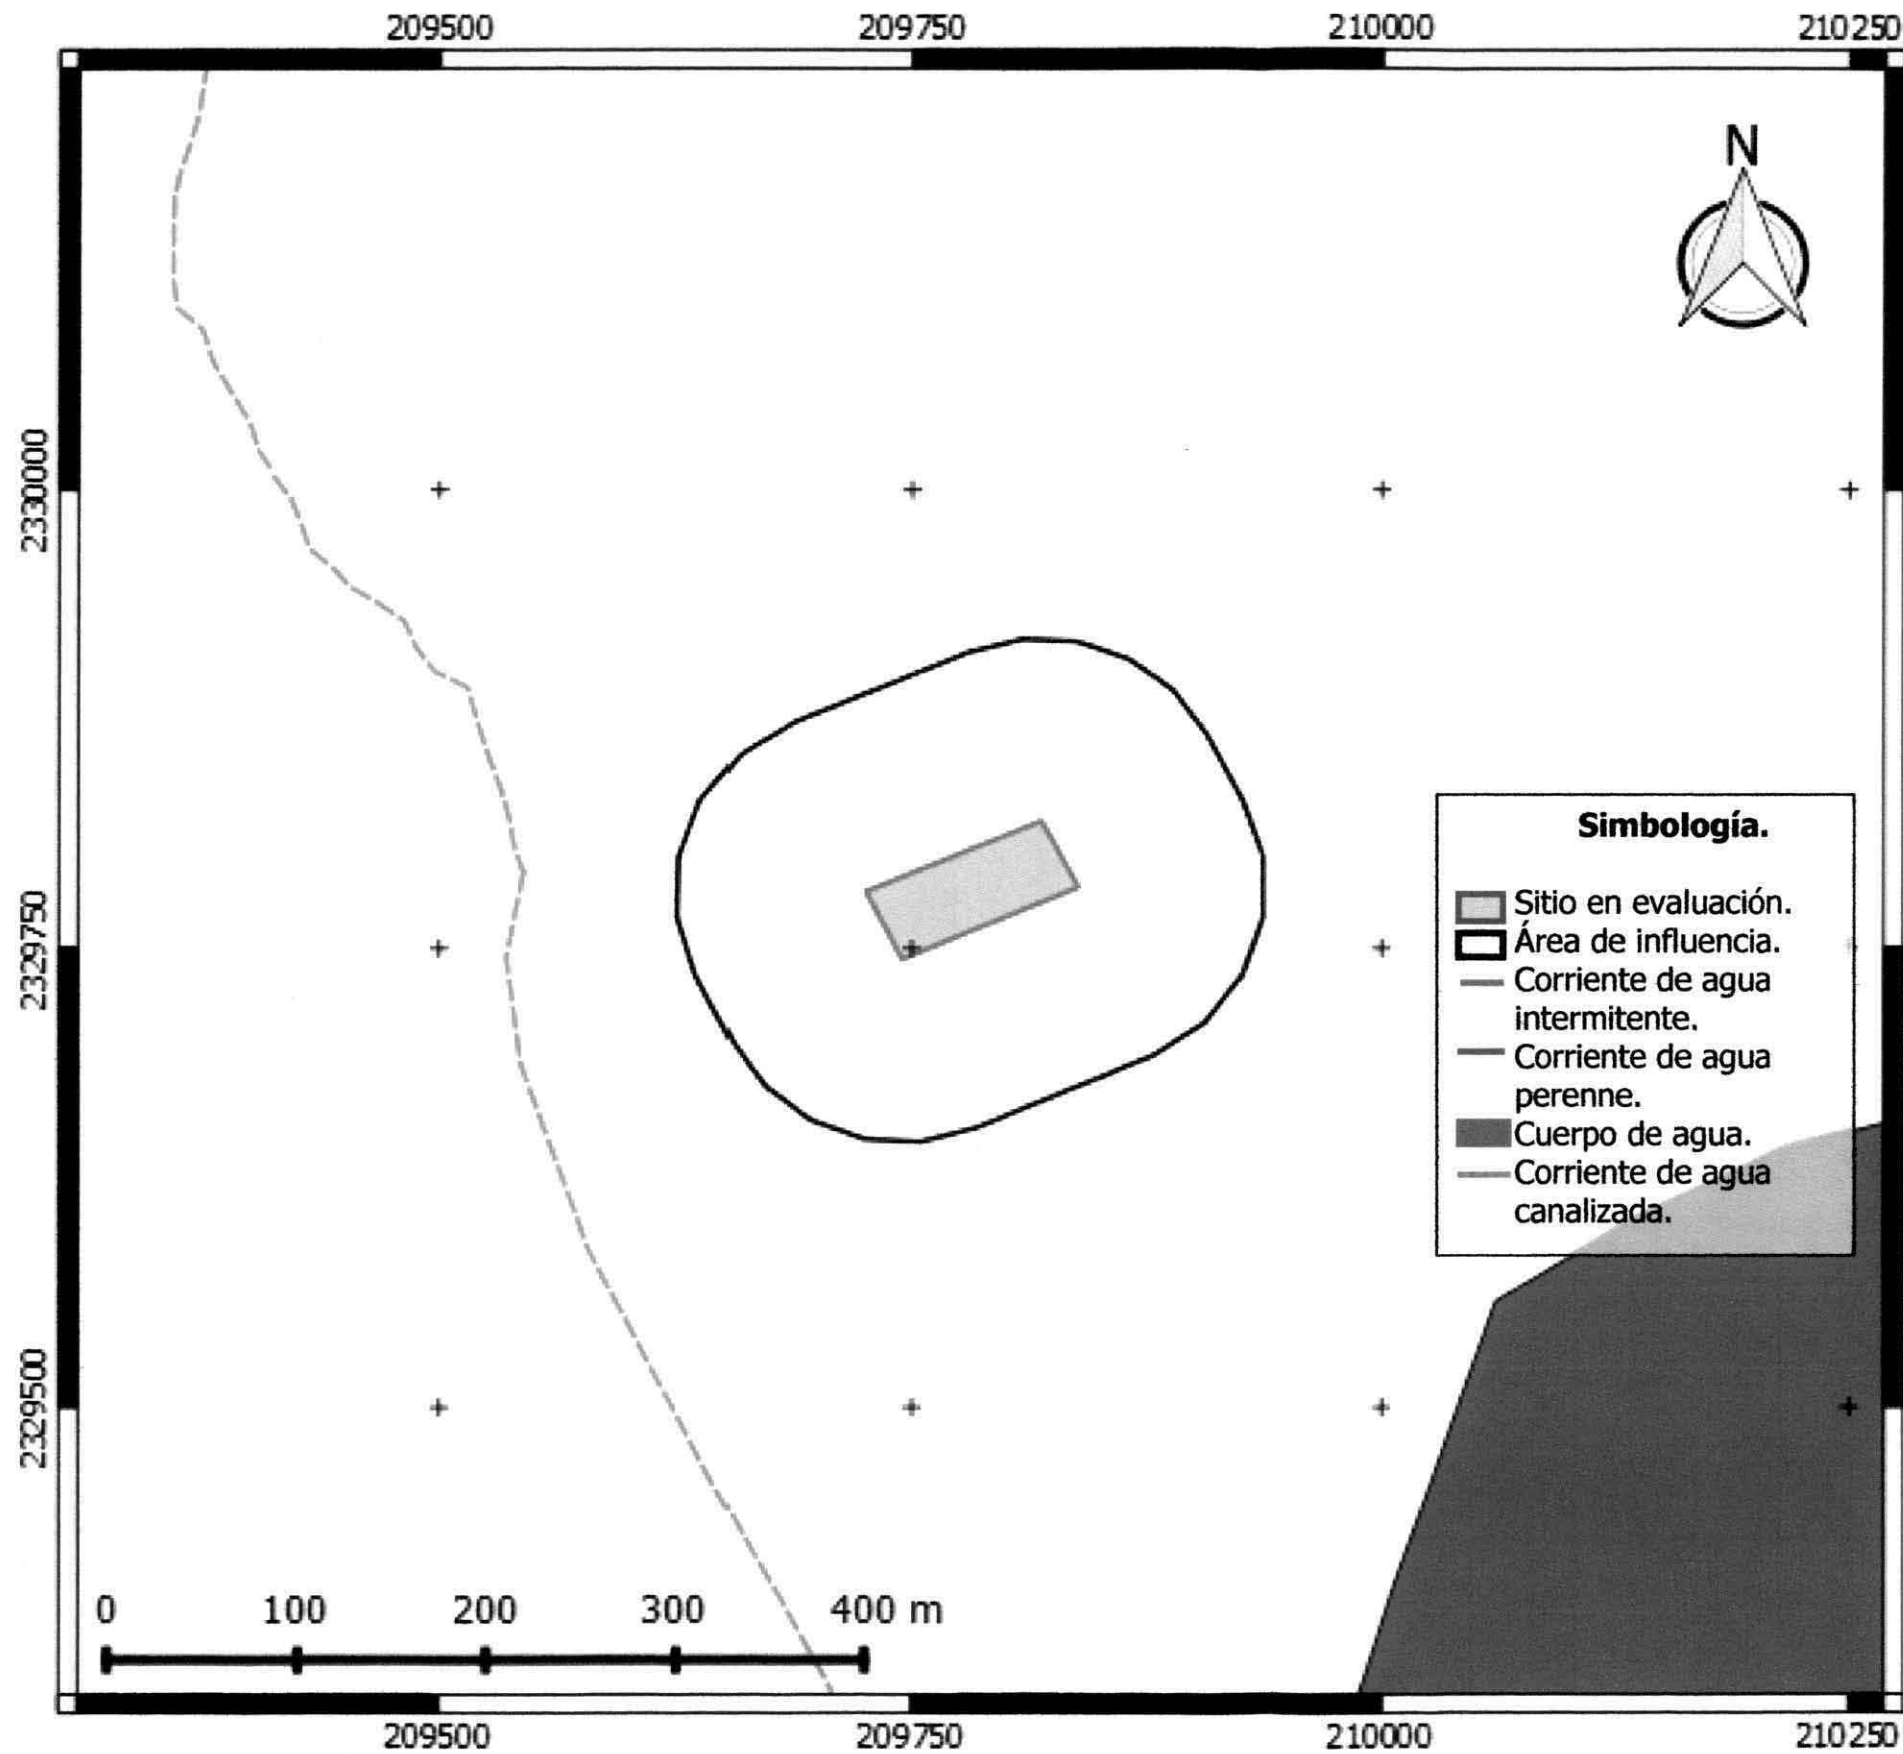 209500 209750 210000 210250
N
2330000
2329750
2329500
Simbología.
Sitio en evaluación.
Área de influencia.
Corriente de agua
intermitente.
Corriente de agua
perenne.
Cuerpo de agua.
Corriente de agua
canalizada.
0 100 200 300 400 m
209500 209750 210000 210250